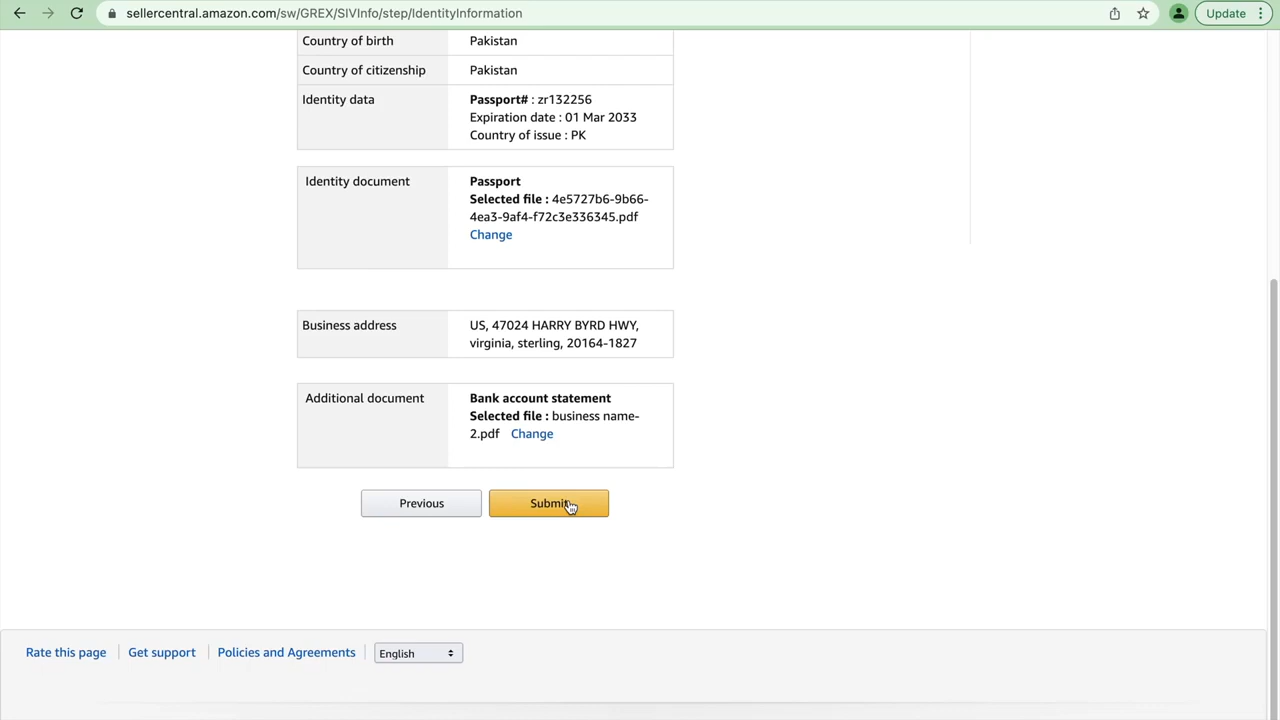 sellercentral.amazon.com/sw/GREX/SIVInfo/step/IdentityInformation
Update
Country of birth
Pakistan
Country of citizenship
Pakistan
Identity data
Passport# : zr132256
Expiration date : 01 Mar 2033
Country of issue : PK
Identity document
Passport
Selected file : 4e5727b6-9b66-
4ea3-9af4-f72c3e336345.pdf
Change
Business address
US, 47024 HARRY BYRD HWY,
virginia, sterling, 20164-1827
Additional document
Bank account statement
Selected file : business name-
2.pdf Change
Previous
Submit
Rate this page
Get support
Policies and Agreements
English